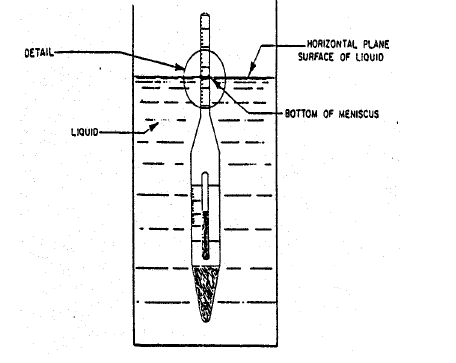 DETAIL
HORIZONTAL PLANE
SURFACE OF LIQUID
BOTTOM OF MENISCUS
LIQUID